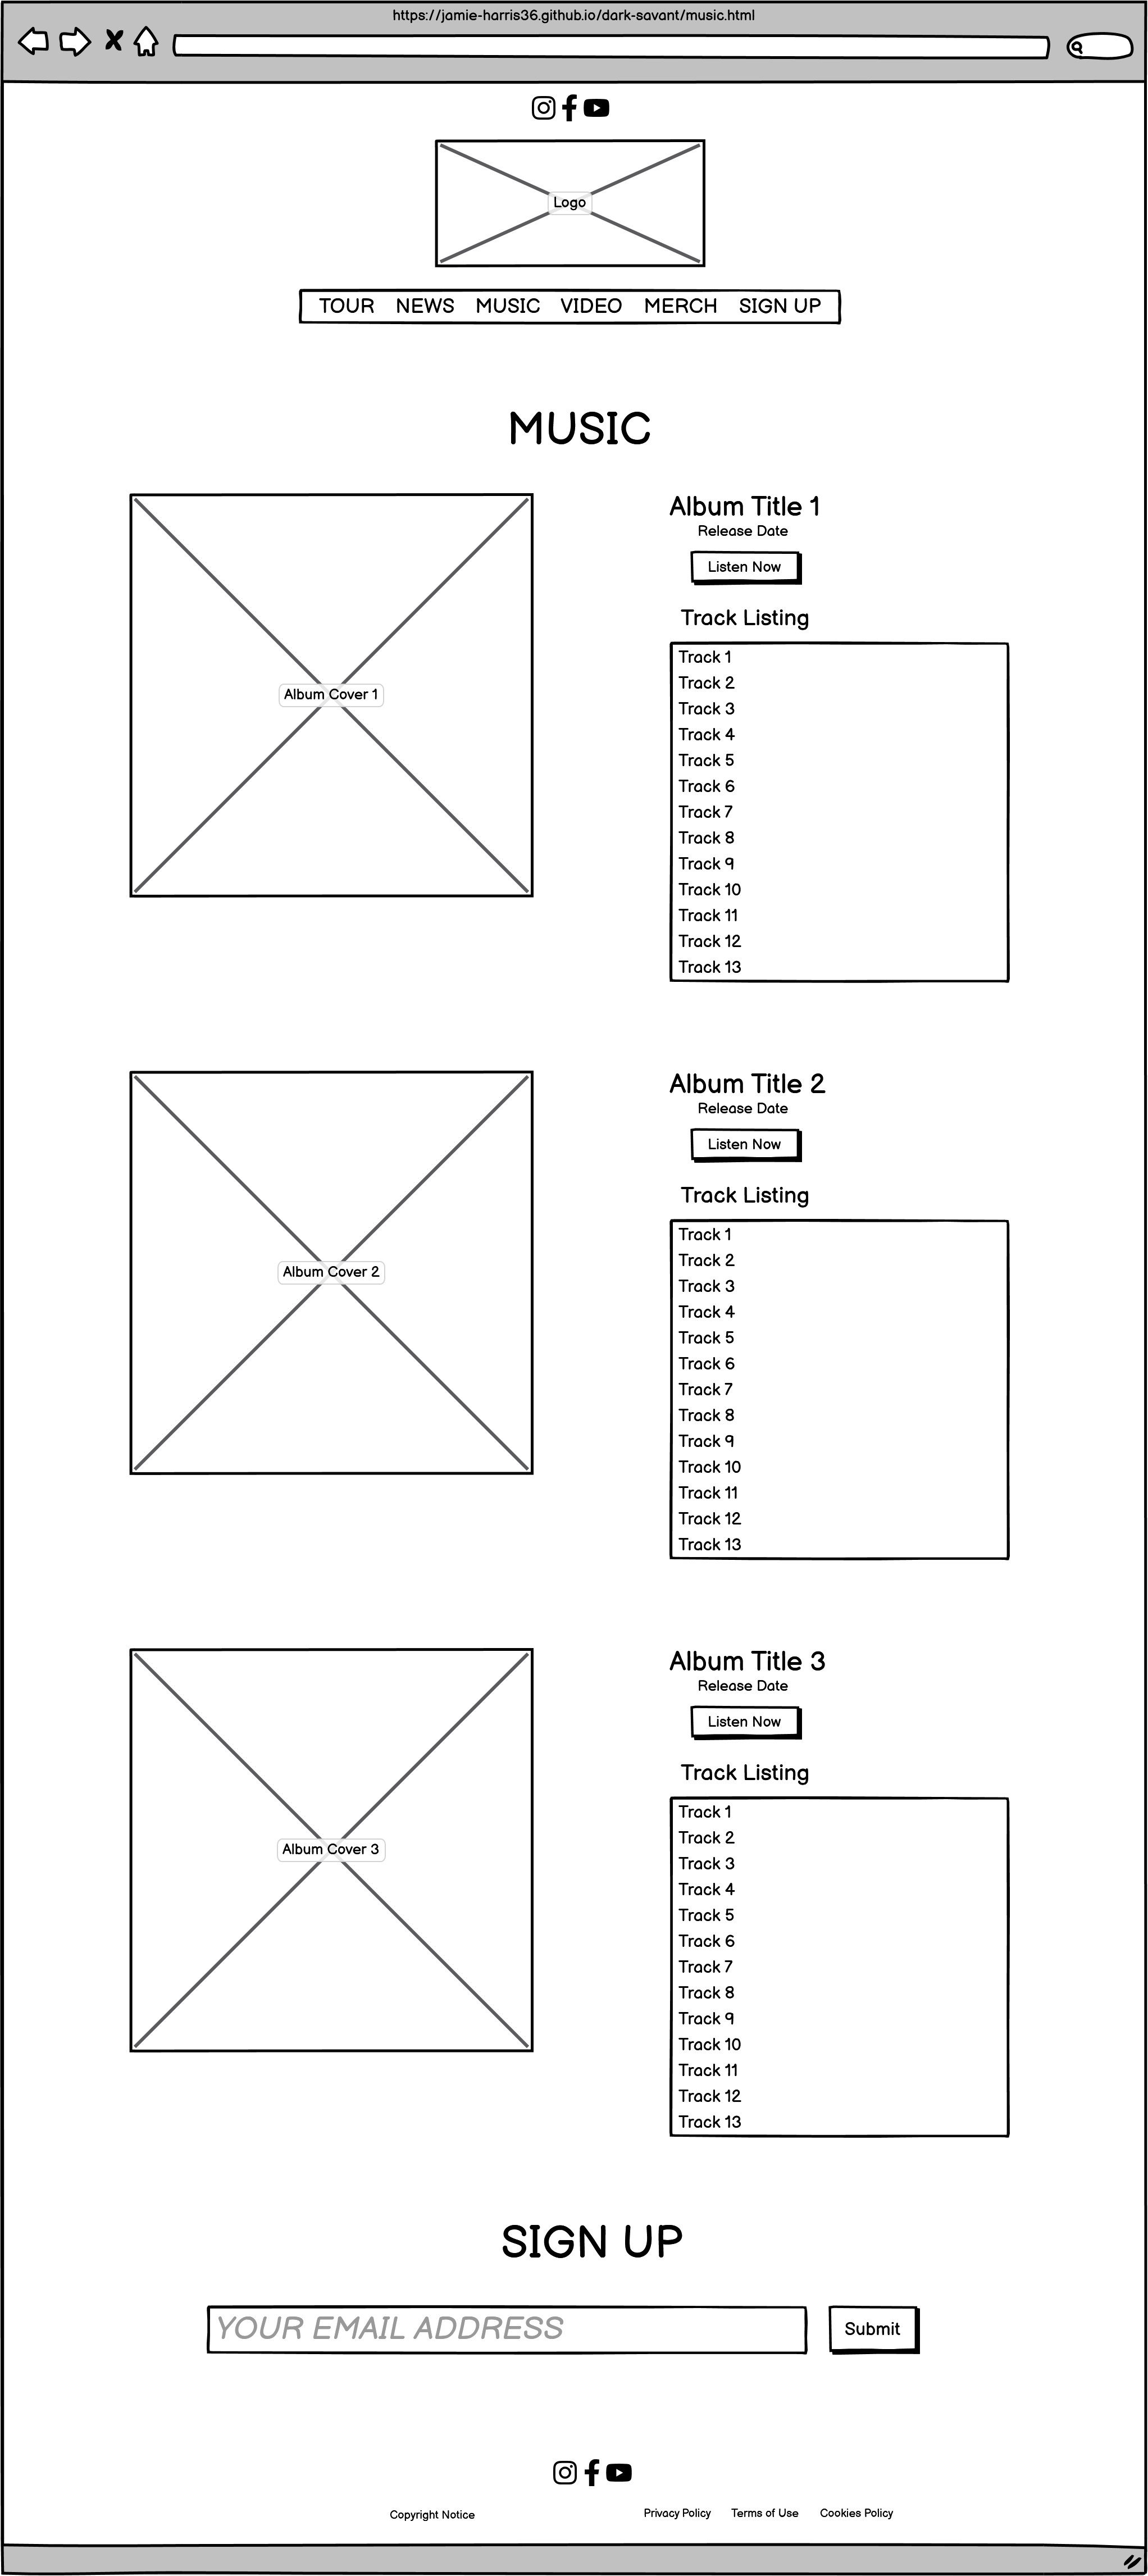 https://jamie-harris36.github.io/dark-savant/music.html
Logo
TOUR NEWS MUSIC VIDEO MERCH SIGN UP
MUSIC
Album Cover 1
Album Title 1
Release Date
Listen Now
Track Listing
Track 1
Track 2
Track 3
Track 4
Track 5
Track 6
Track 7
Track 8
Track 9
Track 10
Track 11
Track 12
Track 13
Album Cover 2
Album Title 2
Release Date
Listen Now
Track Listing
Track 1
Track 2
Track 3
Track 4
Track 5
Track 6
Track 7
Track 8
Track 9
Track 10
Track 11
Track 12
Track 13
Album Cover 3
Album Title 3
Release Date
Listen Now
Track Listing
Track 1
Track 2
Track 3
Track 4
Track 5
Track 6
Track 7
Track 8
Track 9
Track 10
Track 11
Track 12
Track 13
SIGN UP
YOUR EMAIL ADDRESS Submit
Copyright Notice Privacy Policy Terms of Use Cookies Policy